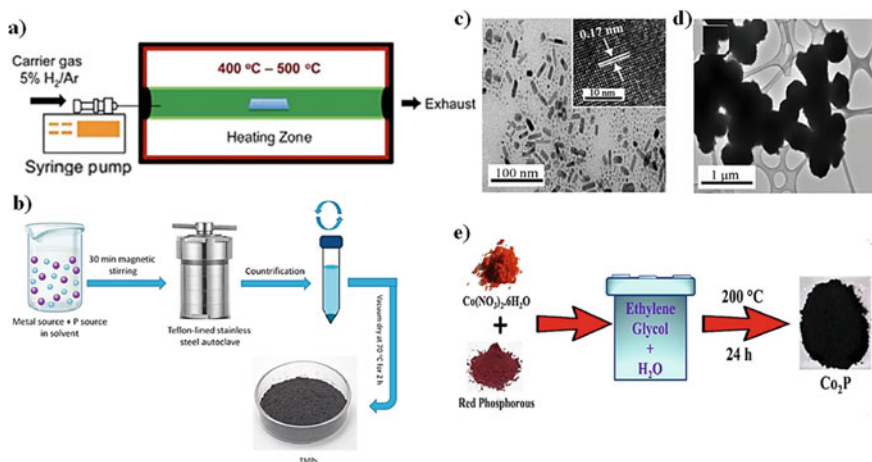 a)
Carrier gas
5% H₂/Ar
400 °C – 500 °C
Heating Zone
Exhaust
Syringe pump
b)
30 min magnetic
stirring
Metal source + P source
in solvent
Teflon-lined stainless
steel autoclave
Countrification
Vacuum dry at 70 °C for 2 h
c)
0.17 nm
10 nm
100 nm
d)
1 µm
e)
Co(NO₃)₂.6H₂O
+
Red Phosphorous
Ethylene
Glycol
+
H₂O
200 °C
24 h
Co₂P